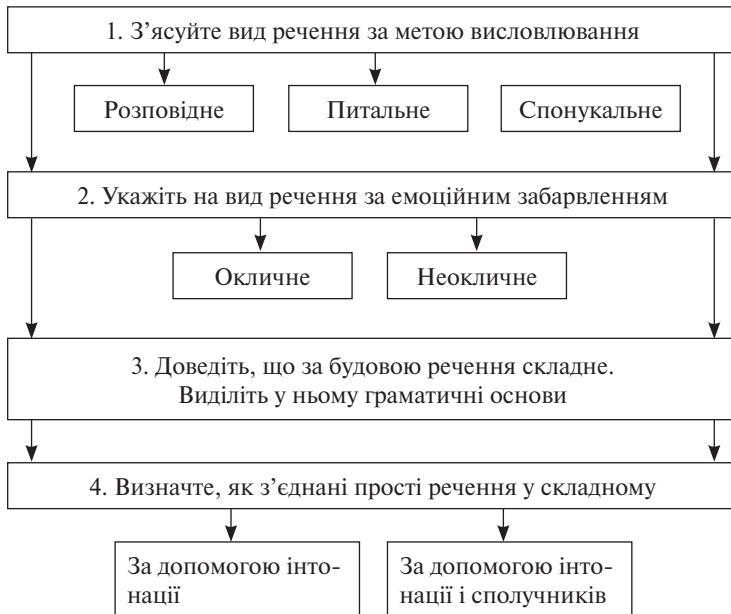 1. З’ясуйте вид речення за метою висловлювання
Розповідне
Питальне
Спонукальне
2. Укажіть на вид речення за емоційним забарвленням
Окличне
Неокличне
3. Доведіть, що за будовою речення складне.
Виділіть у ньому граматичні основи
4. Визначте, як з’єднані прості речення у складному
За допомогою інто-
нації
За допомогою інто-
нації і сполучників